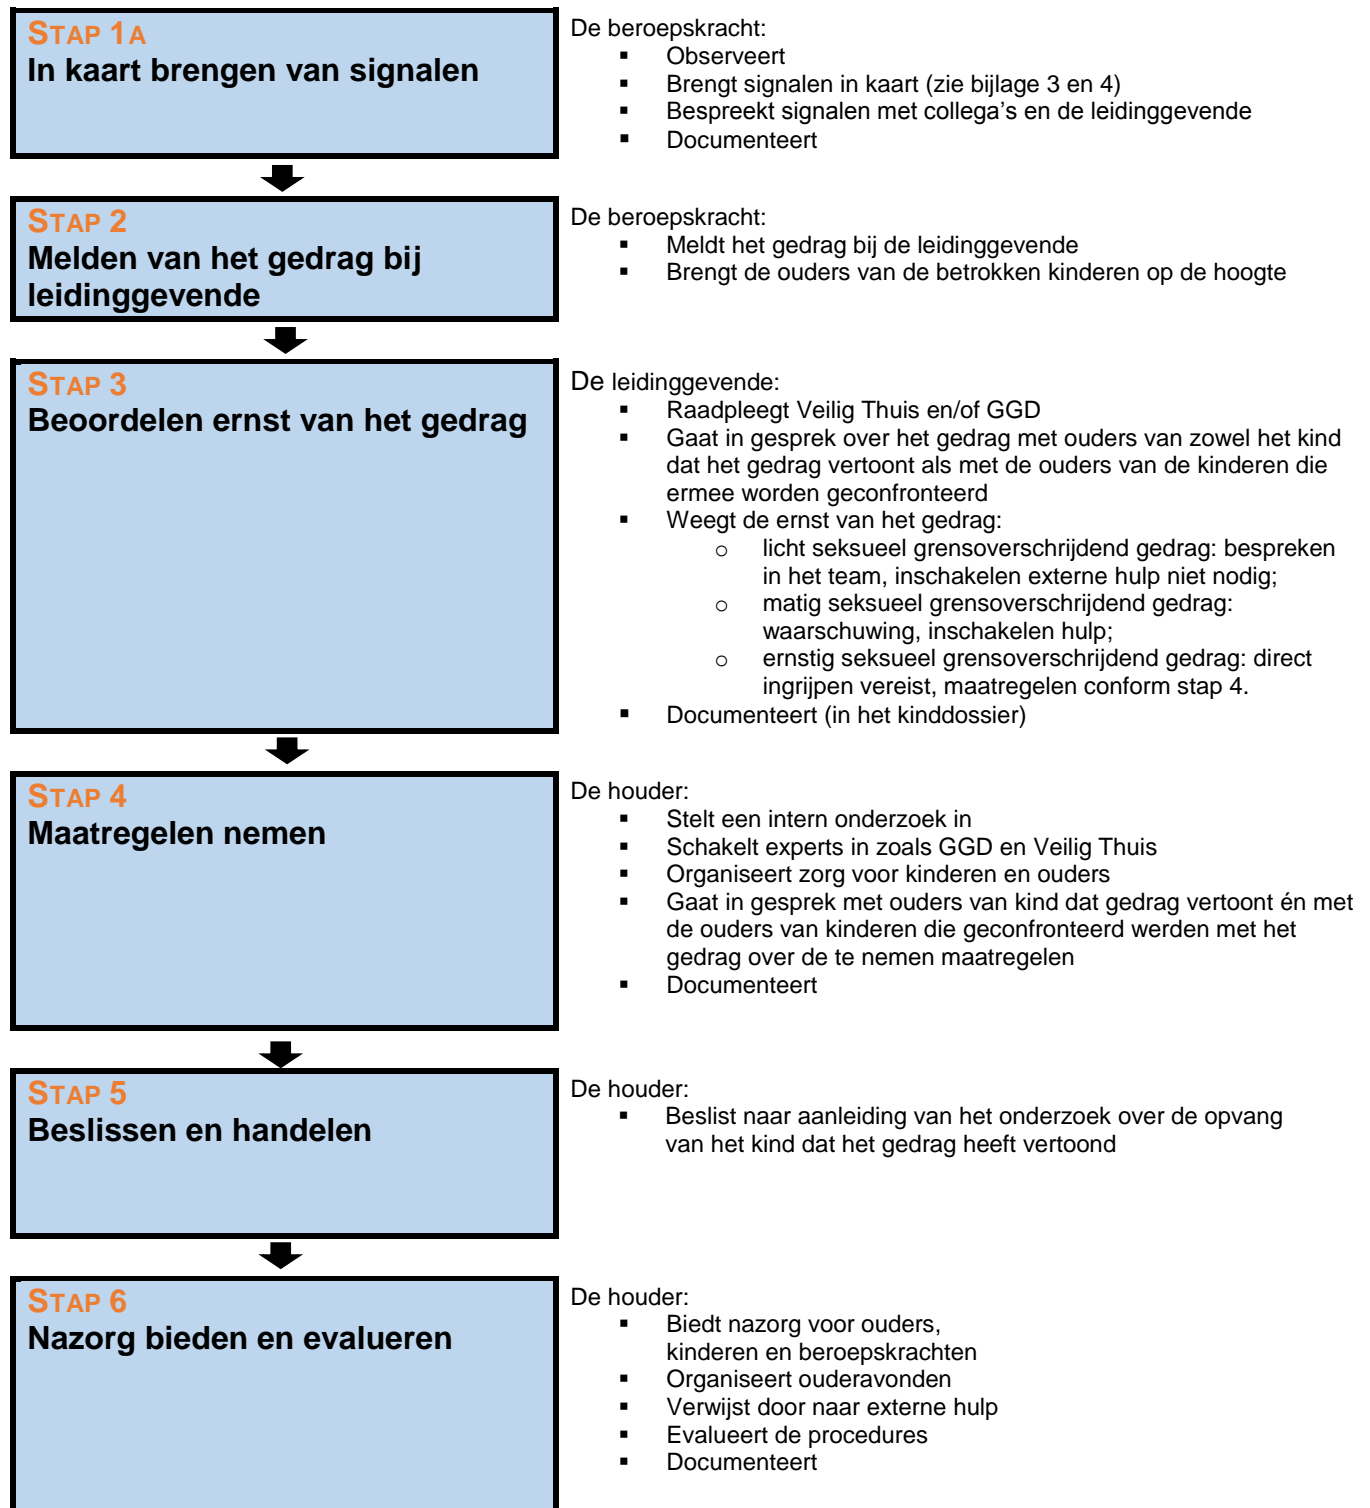 STAP 1A
In kaart brengen van signalen
De beroepskracht:
▪ Observeert
▪ Brengt signalen in kaart (zie bijlage 3 en 4)
▪ Bespreekt signalen met collega's en de leidinggevende
▪ Documenteert
STAP 2
Melden van het gedrag bij
leidinggevende
De beroepskracht:
▪ Meldt het gedrag bij de leidinggevende
▪ Brengt de ouders van de betrokken kinderen op de hoogte
STAP 3
Beoordelen ernst van het gedrag
De leidinggevende:
▪ Raadpleegt Veilig Thuis en/of GGD
▪ Gaat in gesprek over het gedrag met ouders van zowel het kind
dat het gedrag vertoont als met de ouders van de kinderen die
ermee worden geconfronteerd
▪ Weegt de ernst van het gedrag:
o licht seksueel grensoverschrijdend gedrag: bespreken
in het team, inschakelen externe hulp niet nodig;
o matig seksueel grensoverschrijdend gedrag:
waarschuwing, inschakelen hulp;
o ernstig seksueel grensoverschrijdend gedrag: direct
ingrijpen vereist, maatregelen conform stap 4.
▪ Documenteert (in het kinddossier)
STAP 4
Maatregelen nemen
De houder:
▪ Stelt een intern onderzoek in
▪ Schakelt experts in zoals GGD en Veilig Thuis
▪ Organiseert zorg voor kinderen en ouders
▪ Gaat in gesprek met ouders van kind dat gedrag vertoont én met
de ouders van kinderen die geconfronteerd werden met het
gedrag over de te nemen maatregelen
▪ Documenteert
STAP 5
Beslissen en handelen
De houder:
▪ Beslist naar aanleiding van het onderzoek over de opvang
van het kind dat het gedrag heeft vertoond
STAP 6
Nazorg bieden en evalueren
De houder:
▪ Biedt nazorg voor ouders,
kinderen en beroepskrachten
▪ Organiseert ouderavonden
▪ Verwijst door naar externe hulp
▪ Evalueert de procedures
▪ Documenteert